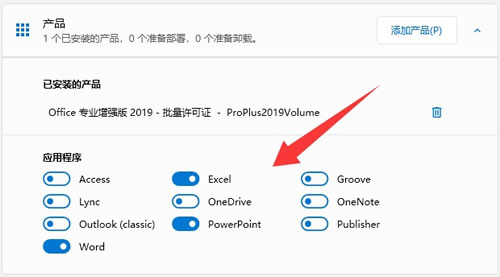 产品
1 个已安装的产品，0 个准备部署，0 个准备卸载。
添加产品(P)
已安装的产品
Office 专业增强版 2019 - 批量许可证 - ProPlus2019Volume
应用程序
Access Excel Groove
Lync OneDrive OneNote
Outlook (classic) PowerPoint Publisher
Word